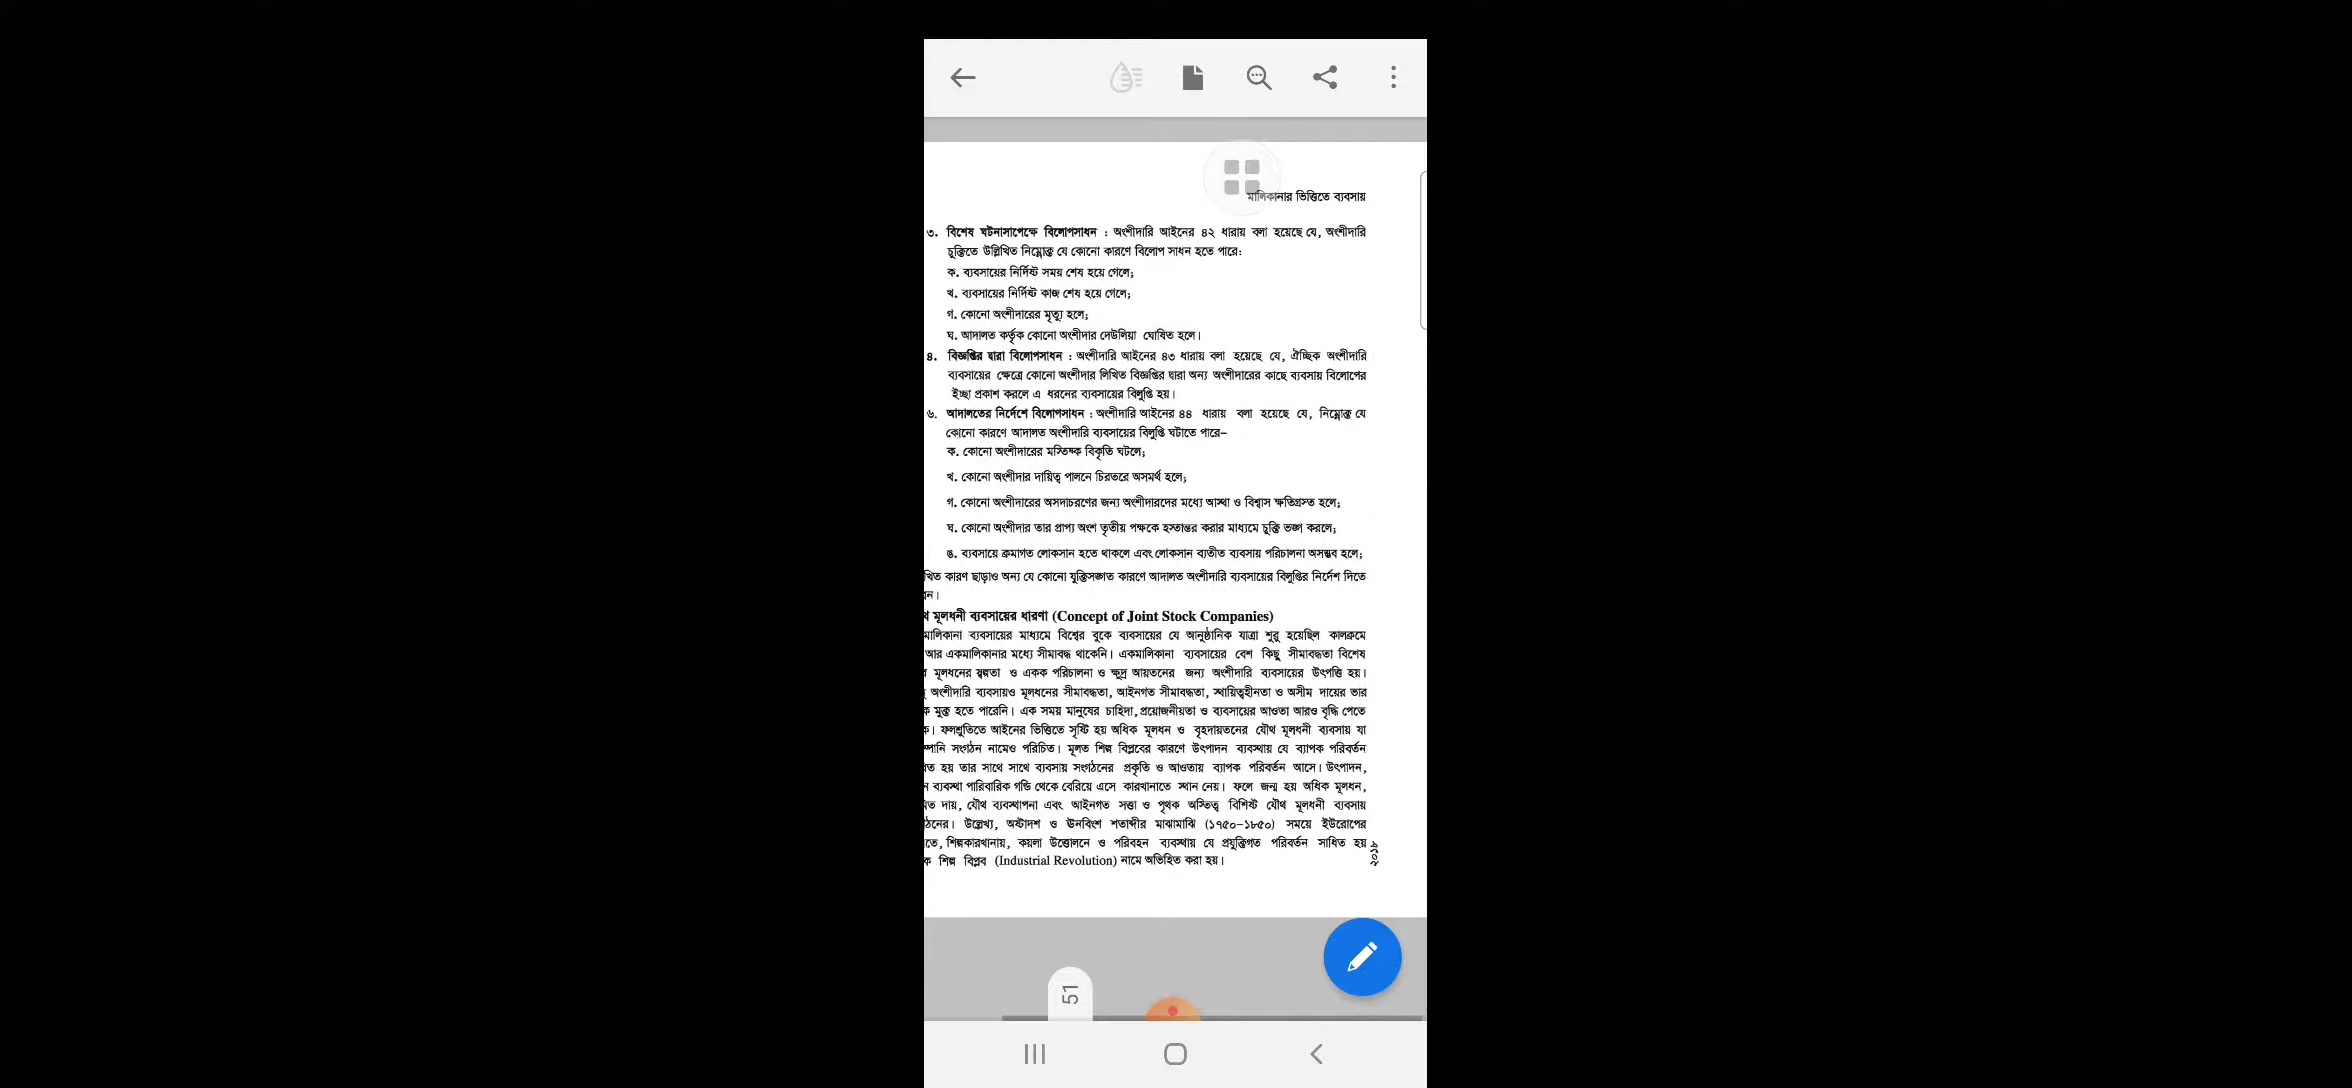 মালিকানার ভিত্তিতে ব্যবসায়
৩. বিশেষ ঘটনাসাপেক্ষে বিলোপসাধন : অংশীদারি আইনের ৪২ ধারায় বলা হয়েছে যে, অংশীদারি
চুক্তিতে উল্লিখিত নিম্নোক্ত যে কোনো কারণে বিলোপ সাধন হতে পারে:
ক. ব্যবসায়ের নির্দিষ্ট সময় শেষ হয়ে গেলে;
খ. ব্যবসায়ের নির্দিষ্ট কাজ শেষ হয়ে গেলে;
গ. কোনো অংশীদারের মৃত্যু হলে;
ঘ. আদালত কর্তৃক কোনো অংশীদার দেউলিয়া ঘোষিত হলে।
৪. বিজ্ঞপ্তির দ্বারা বিলোপসাধন : অংশীদারি আইনের ৪৩ ধারায় বলা হয়েছে যে, ঐচ্ছিক অংশীদারি
ব্যবসায়ের ক্ষেত্রে কোনো অংশীদার লিখিত বিজ্ঞপ্তির দ্বারা অন্য অংশীদারের কাছে ব্যবসায় বিলোপের
ইচ্ছা প্রকাশ করলে এ ধরনের ব্যবসায়ের বিলুপ্তি হয়।
৬. আদালতের নির্দেশে বিলোপসাধন : অংশীদারি আইনের ৪৪ ধারায় বলা হয়েছে যে, নিম্নোক্ত যে
কোনো কারণে আদালত অংশীদারি ব্যবসায়ের বিলুপ্তি ঘটাতে পারে–
ক. কোনো অংশীদারের মস্তিষ্ক বিকৃতি ঘটলে;
খ. কোনো অংশীদার দায়িত্ব পালনে চিরতরে অসমর্থ হলে;
গ. কোনো অংশীদারের অসদাচরণের জন্য অংশীদারদের মধ্যে আস্থা ও বিশ্বাস ক্ষতিগ্রস্ত হলে;
ঘ. কোনো অংশীদার তার প্রাপ্য অংশ তৃতীয় পক্ষকে হস্তান্তর করার মাধ্যমে চুক্তি ভঙ্গ করলে;
ঙ. ব্যবসায়ে ক্রমাগত লোকসান হতে থাকলে এবং লোকসান ব্যতীত ব্যবসায় পরিচালনা অসম্ভব হলে;
খিত কারণ ছাড়াও অন্য যে কোনো যুক্তিসঙ্গত কারণে আদালত অংশীদারি ব্যবসায়ের বিলুপ্তির নির্দেশ দিতে
রন।
থ মূলধনী ব্যবসায়ের ধারণা (Concept of Joint Stock Companies)
মালিকানা ব্যবসায়ের মাধ্যমে বিশ্বের বুকে ব্যবসায়ের যে আনুষ্ঠানিক যাত্রা শুরু হয়েছিল কালক্রমে
আর একমালিকানার মধ্যে সীমাবদ্ধ থাকেনি। একমালিকানা ব্যবসায়ের বেশ কিছু সীমাবদ্ধতা বিশেষ
র মূলধনের স্বল্পতা ও একক পরিচালনা ও ক্ষুদ্র আয়তনের জন্য অংশীদারি ব্যবসায়ের উৎপত্তি হয়।
অংশীদারি ব্যবসায়ও মূলধনের সীমাবদ্ধতা, আইনগত সীমাবদ্ধতা, স্থায়িত্বহীনতা ও অসীম দায়ের ভার
ক মুক্ত হতে পারেনি। এক সময় মানুষের চাহিদা, প্রয়োজনীয়তা ও ব্যবসায়ের আওতা আরও বৃদ্ধি পেতে
ক। ফলশ্রুতিতে আইনের ভিত্তিতে সৃষ্টি হয় অধিক মূলধন ও বৃহদায়তনের যৌথ মূলধনী ব্যবসায় যা
ম্পানি সংগঠন নামেও পরিচিত। মূলত শিল্প বিপ্লবের কারণে উৎপাদন ব্যবস্থায় যে ব্যাপক পরিবর্তন
হয় তার সাথে সাথে ব্যবসায় সংগঠনের প্রকৃতি ও আওতায় ব্যাপক পরিবর্তন আসে। উৎপাদন,
ন ব্যবস্থা পারিবারিক গন্ডি থেকে বেরিয়ে এসে কারখানাতে স্থান নেয়। ফলে জন্ম হয় অধিক মূলধন,
মিত দায়, যৌথ ব্যবস্থাপনা এবং আইনগত সত্তা ও পৃথক অস্তিত্ব বিশিষ্ট যৌথ মূলধনী ব্যবসায়
ঠনের। উল্লেখ্য, অষ্টাদশ ও ঊনবিংশ শতাব্দীর মাঝামাঝি (১৭৫০–১৮৫০) সময়ে ইউরোপের
তে, শিল্পকারখানায়, কয়লা উত্তোলনে ও পরিবহন ব্যবস্থায় যে প্রযুক্তিগত পরিবর্তন সাধিত হয়
ক শিল্প বিপ্লব (Industrial Revolution) নামে অভিহিত করা হয়।
২০১৮
51